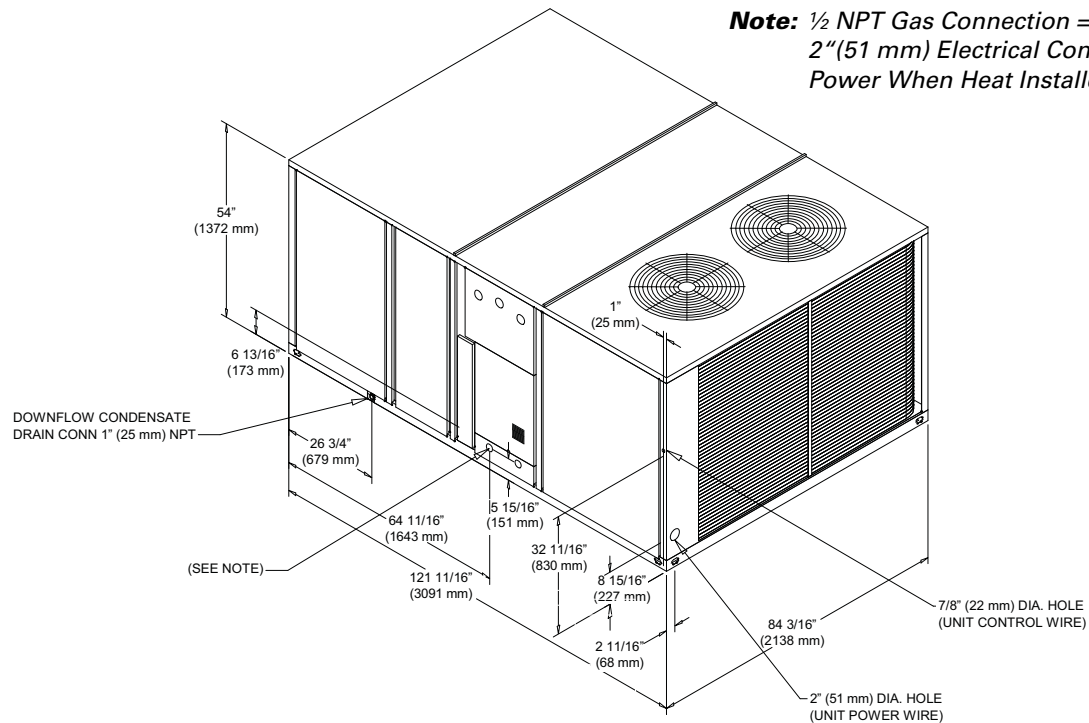 Note: ½ NPT Gas Connection =
2“(51 mm) Electrical Con
Power When Heat Installe
54”
(1372 mm)
1”
(25 mm)
6 13/16”
(173 mm)
DOWNFLOW CONDENSATE
DRAIN CONN 1” (25 mm) NPT
26 3/4”
(679 mm)
5 15/16”
(151 mm)
64 11/16”
(1643 mm)
32 11/16”
(830 mm)
(SEE NOTE)
121 11/16”
(3091 mm)
8 15/16”
(227 mm)
7/8” (22 mm) DIA. HOLE
(UNIT CONTROL WIRE)
84 3/16”
(2138 mm)
2 11/16”
(68 mm)
2” (51 mm) DIA. HOLE
(UNIT POWER WIRE)